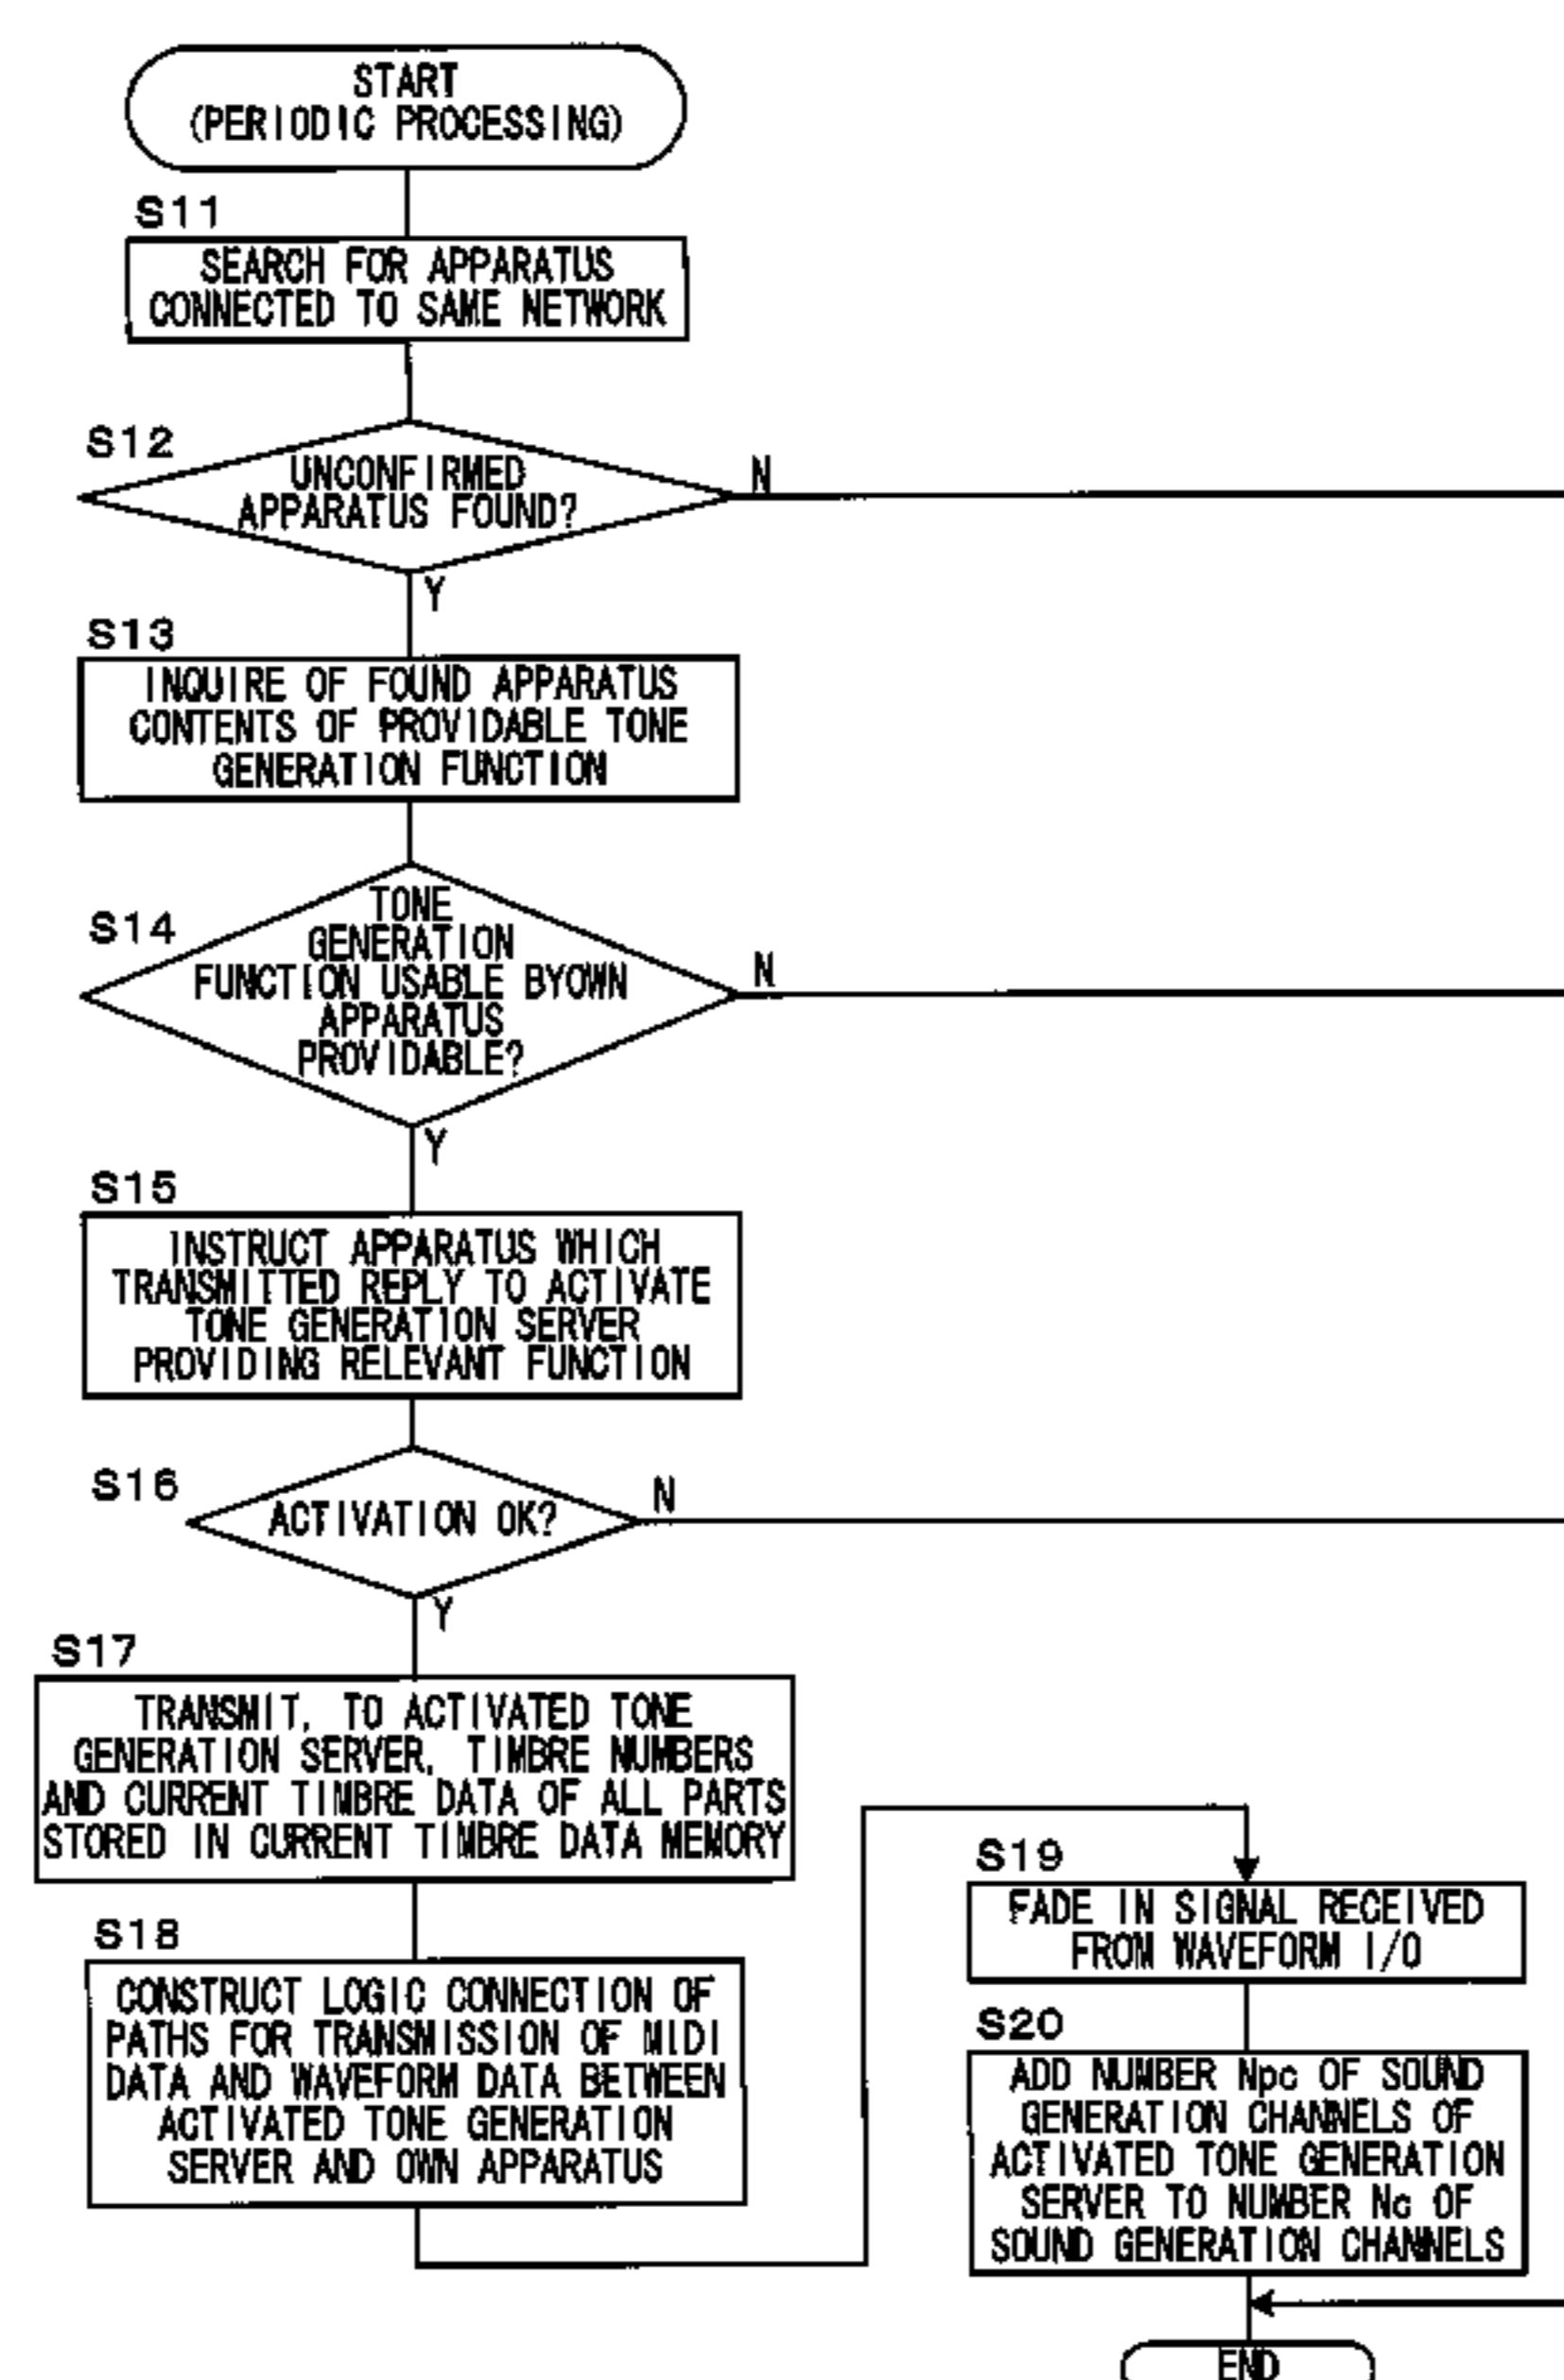 START
(PERIODIC PROCESSING)
S11
SEARCH FOR APPARATUS
CONNECTED TO SAME NETWORK
S12
UNCONFIRMED
APPARATUS FOUND?
N
Y
S13
INQUIRE OF FOUND APPARATUS
CONTENTS OF PROVIDABLE TONE
GENERATION FUNCTION
S14
TONE
GENERATION
FUNCTION USABLE BYOWN
APPARATUS
PROVIDABLE?
N
Y
S15
INSTRUCT APPARATUS WHICH
TRANSMITTED REPLY TO ACTIVATE
TONE GENERATION SERVER
PROVIDING RELEVANT FUNCTION
S16
ACTIVATION OK?
N
Y
S17
TRANSMIT, TO ACTIVATED TONE
GENERATION SERVER, TIMBRE NUMBERS
AND CURRENT TIMBRE DATA OF ALL PARTS
STORED IN CURRENT TIMBRE DATA MEMORY
S18
CONSTRUCT LOGIC CONNECTION OF
PATHS FOR TRANSMISSION OF MIDI
DATA AND WAVEFORM DATA BETWEEN
ACTIVATED TONE GENERATION
SERVER AND OWN APPARATUS
S19
FADE IN SIGNAL RECEIVED
FROM WAVEFORM I/O
S20
ADD NUMBER Npc OF SOUND
GENERATION CHANNELS OF
ACTIVATED TONE GENERATION
SERVER TO NUMBER Nc OF
SOUND GENERATION CHANNELS
END